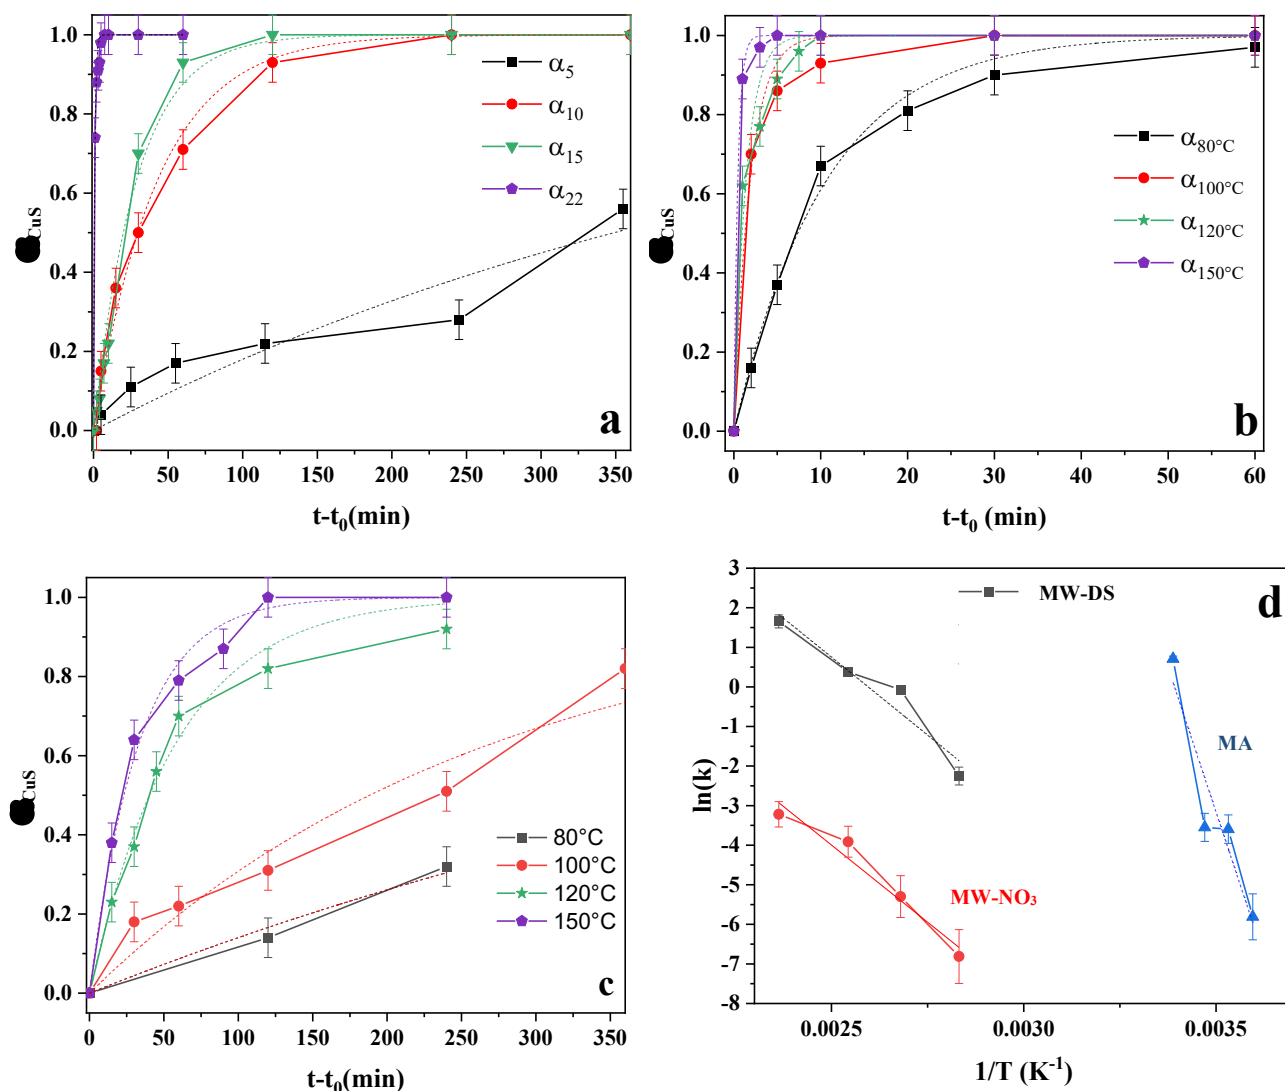 1.0
0.8
0.6
0.4
0.2
0.0
CuS
α5
α10
α15
α22
a
0 50 100 150 200 250 300 350
t-t0(min)
1.0
0.8
0.6
0.4
0.2
0.0
CuS
α80°C
α100°C
α120°C
α150°C
b
0 10 20 30 40 50 60
t-t0 (min)
1.0
0.8
0.6
0.4
0.2
0.0
CuS
80°C
100°C
120°C
150°C
c
0 50 100 150 200 250 300 350
t-t0(min)
3
2
1
0
-1
-2
-3
-4
-5
-6
-7
-8
ln(k)
MW-DS
d
MA
MW-NO3
0.0025 0.0030 0.0035
1/T (K-1)